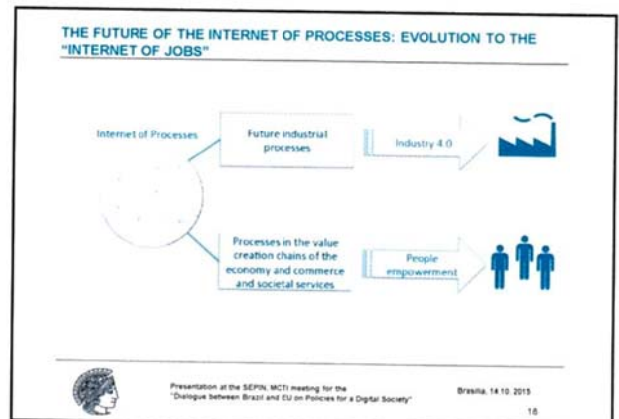 THE FUTURE OF THE INTERNET OF PROCESSES: EVOLUTION TO THE
"INTERNET OF JOBS"
Internet of Processes
Future industrial
processes
Industry 4.0
Processes in the value
creation chains of the
economy and commerce
and societal services
People
empowerment
Presentation at the SEPIN, MCTI meeting for the
"Dialogue between Brazil and EU on Policies for a Digital Society"
Brasilia, 14.10.2015
16